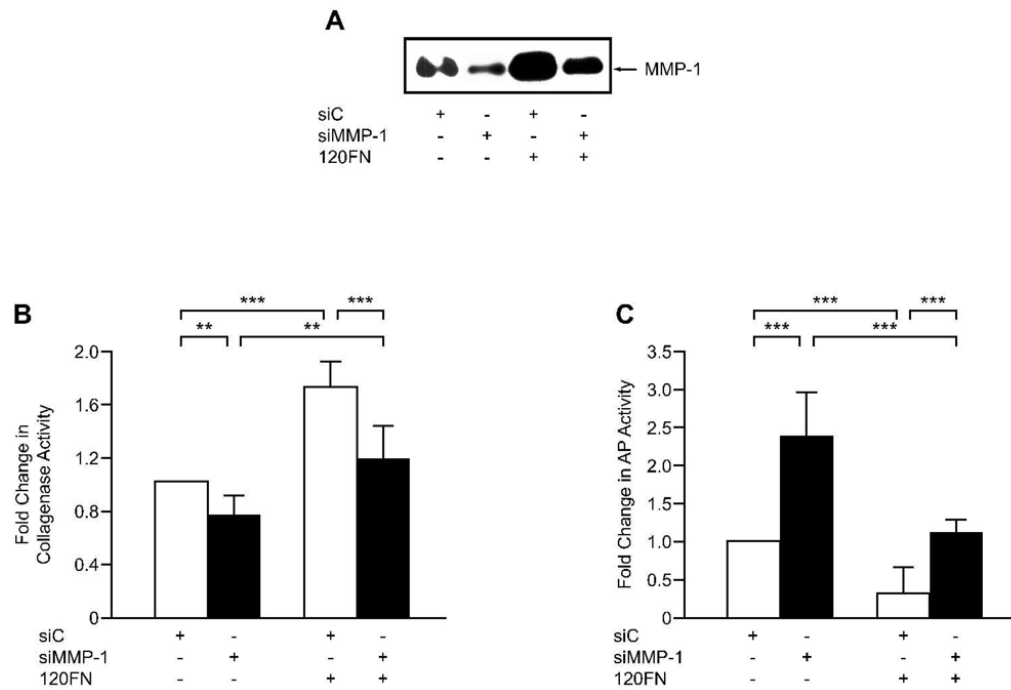 A
MMP-1
siC + - + -
siMMP-1 - + - +
120FN - - + +
B
*** ***
** **
Fold Change in
Collagenase Activity
2.0
1.6
1.2
0.8
0.4
0
siC + - + -
siMMP-1 - + - +
120FN - - + +
C
*** ***
*** ***
Fold Change in AP Activity
3.5
3.0
2.5
2.0
1.5
1.0
0.5
0
siC + - + -
siMMP-1 - + - +
120FN - - + +